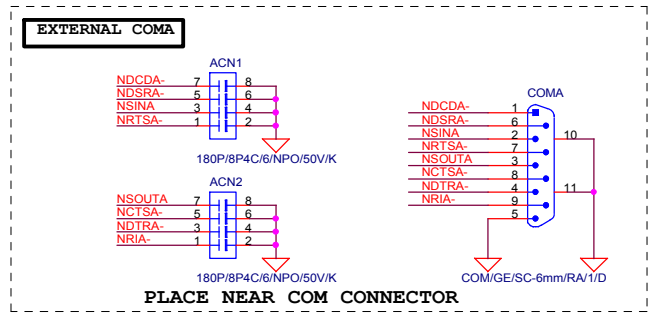 EXTERNAL COMA
ACN1
NDCDA- 7 8
NDSRA- 5 6
NSINA 3 4
NRTSA- 1 2
180P/8P4C/6/NPO/50V/K
ACN2
NSOUTA 7 8
NCTSA- 5 6
NDTRA- 3 4
NRIA- 1 2
180P/8P4C/6/NPO/50V/K
COMA
NDCDA- 1
NDSRA- 6
NSINA 2 10
NRTSA- 7
NSOUTA 3
NCTSA- 8
NDTRA- 4 11
NRIA- 9
5
COM/GE/SC-6mm/RA/1/D
PLACE NEAR COM CONNECTOR